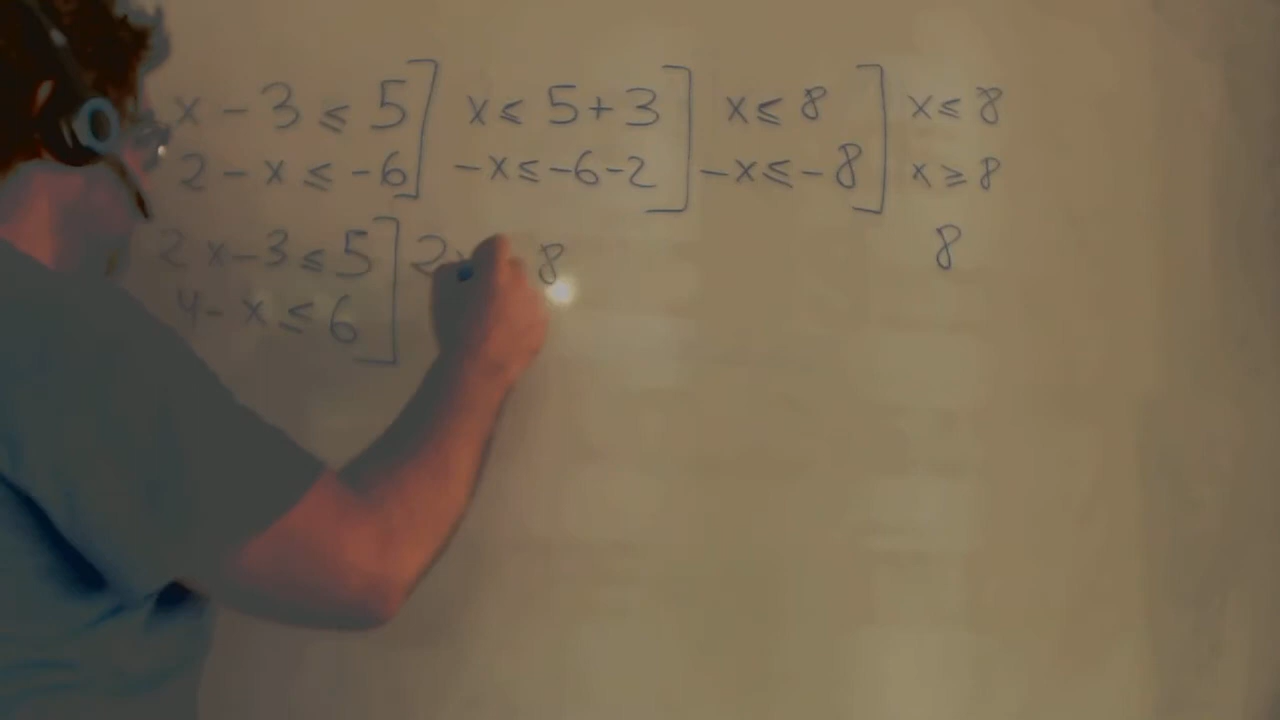 x - 3 ≤ 5] x ≤ 5 + 3] x ≤ 8] x ≤ 8
2 - x ≤ -6] -x ≤ -6 - 2] -x ≤ -8] x ≥ 8
8
2x - 3 ≤ 5] 2x 8
4 - x ≤ 6]